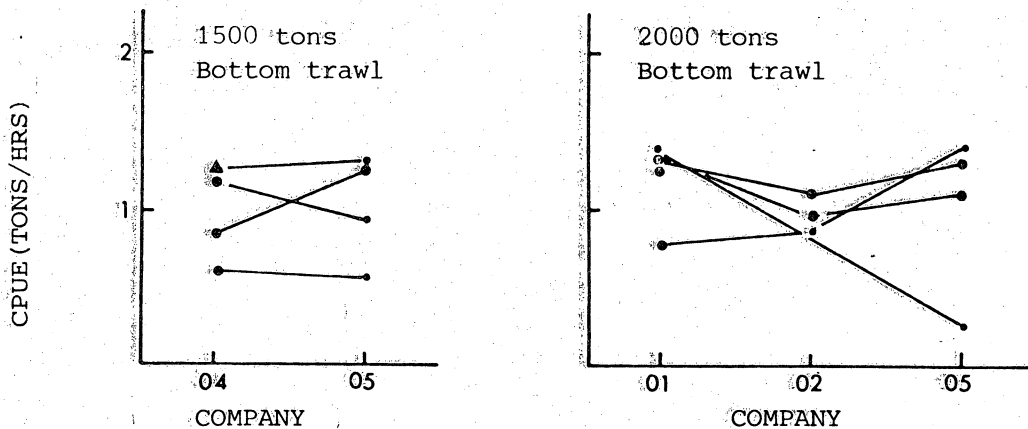 1500 tons
Bottom trawl
2000 tons
Bottom trawl
CPUE(TONS/HRS)
2
1
04 05
COMPANY
01 02 05
COMPANY